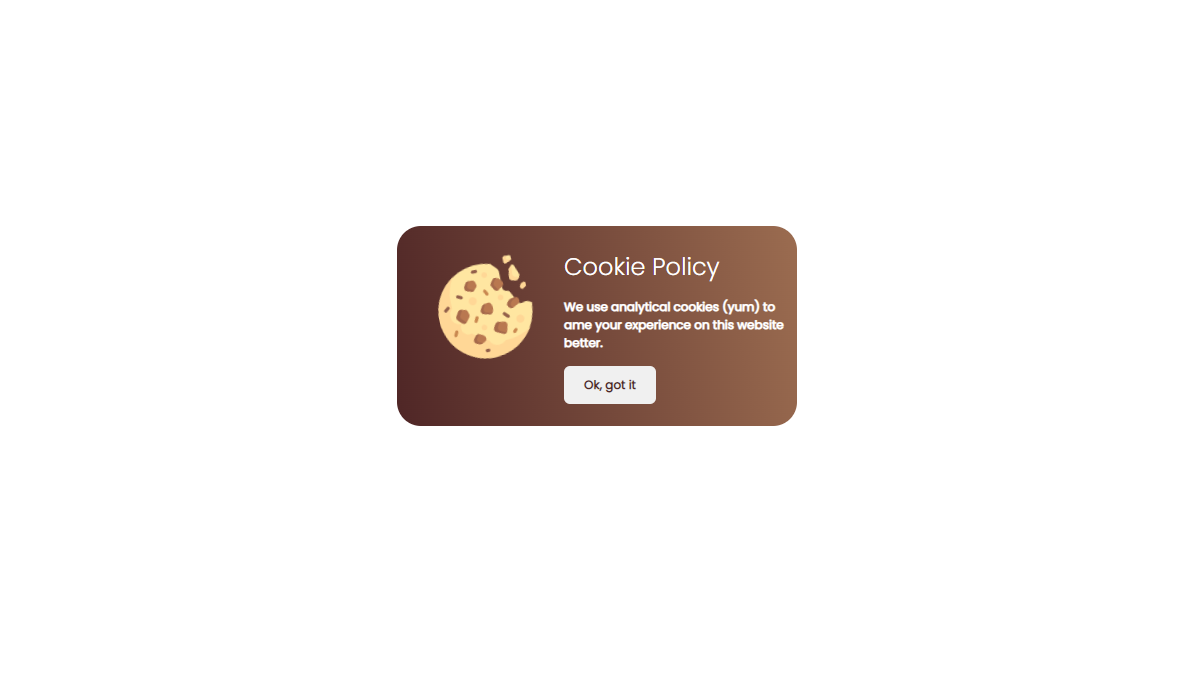 Cookie Policy
We use analytical cookies (yum) to
ame your experience on this website
better.
Ok, got it